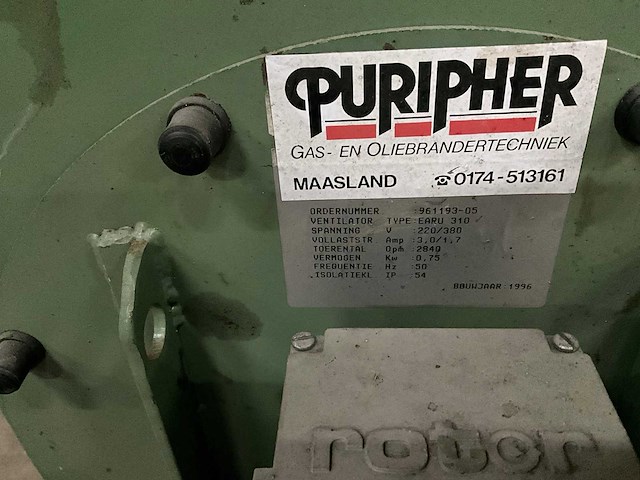 PURIPHER
GAS- EN OLIEBRANDERTECHNIEK
MAASLAND ☎0174-513161
ORDERNUMMER : 961193-05
VENTILATOR TYPE: EARU 310
SPANNING V : 220/380
VOLLASTSTR Amp : 3,0/1,7
TOERENTAL Opm : 2840
VERMOGEN Kw : 0,75
FREQUENTIE Hz : 50
ISOLATIEKL IP : 54
BOUWJAAR 1996
rotor